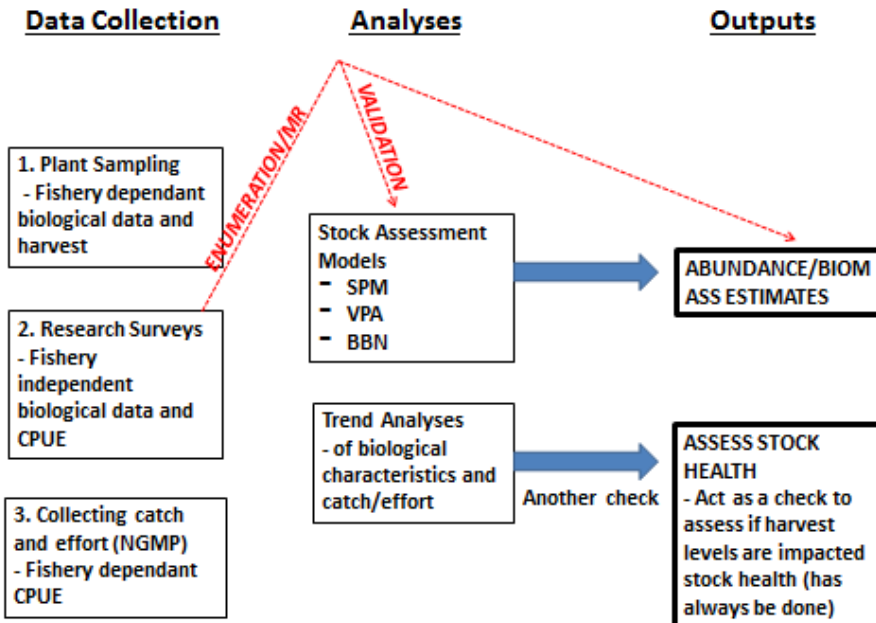 Data Collection
Analyses
Outputs
ENUMERATION/MR
VALIDATION
1. Plant Sampling
- Fishery dependant
biological data and
harvest
2. Research Surveys
- Fishery
independent
biological data and
CPUE
3. Collecting catch
and effort (NGMP)
- Fishery dependant
CPUE
Stock Assessment
Models
- SPM
- VPA
- BBN
Trend Analyses
- of biological
characteristics and
catch/effort
Another check
ABUNDANCE/BIOM
ASS ESTIMATES
ASSESS STOCK
HEALTH
- Act as a check to
assess if harvest
levels are impacted
stock health (has
always be done)